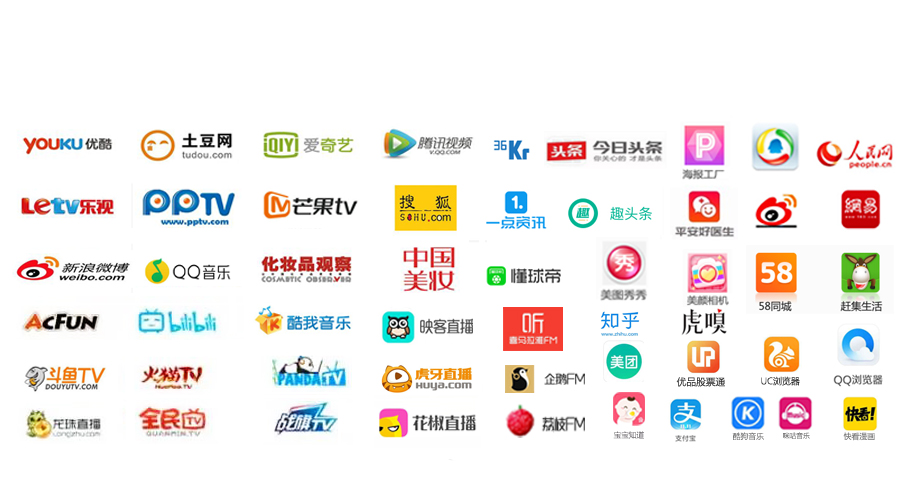 YOUKU 优酷
土豆网
tudou.com
iQIYI 爱奇艺
腾讯视频
V.QQ.COM
36Kr
头条 今日头条
你关心的 才是头条
P
海报工厂
人民网
people.cn
Letv乐视
PPTV
www.pptv.com
芒果tv
搜狐
SOHU.com
1.
一点资讯
趣 趣头条
平安好医生
網易
新浪微博
weibo.com
QQ音乐
化妆品观察
COSMETIC OBSERVER
中国
美妆
懂球帝
秀
美图秀秀
美颜相机
58
58同城
赶集生活
AcFUN
bilibili
酷我音乐
映客直播
听
喜马拉雅FM
知乎
www.zhihu.com
虎嗅
斗鱼TV
DOUYUTV.COM
火猫TV
PANDATV
虎牙直播
Huya.com
企鹅FM
美团
UP
优品股票通
UC浏览器
QQ浏览器
龙珠直播
longzhu.com
全民TV
QUANMIN.TV
战旗TV
花椒直播
荔枝FM
宝宝知道
支
支付宝
K
酷狗音乐
咪咕音乐
快看!
快看漫画